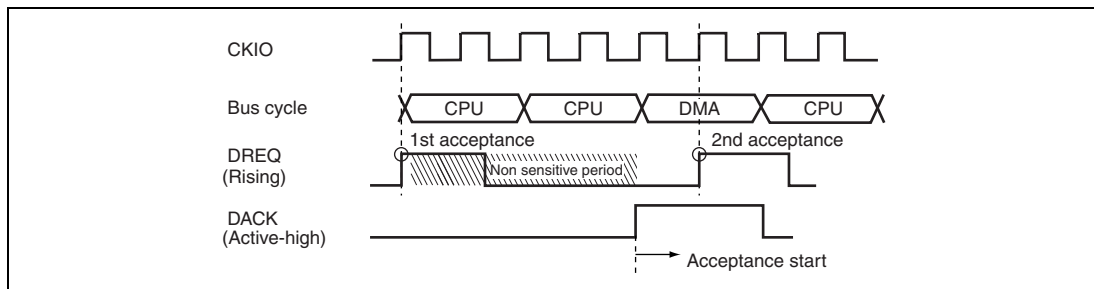 CKIO
Bus cycle
CPU
CPU
DMA
CPU
1st acceptance
2nd acceptance
DREQ
(Rising)
Non sensitive period
DACK
(Active-high)
Acceptance start